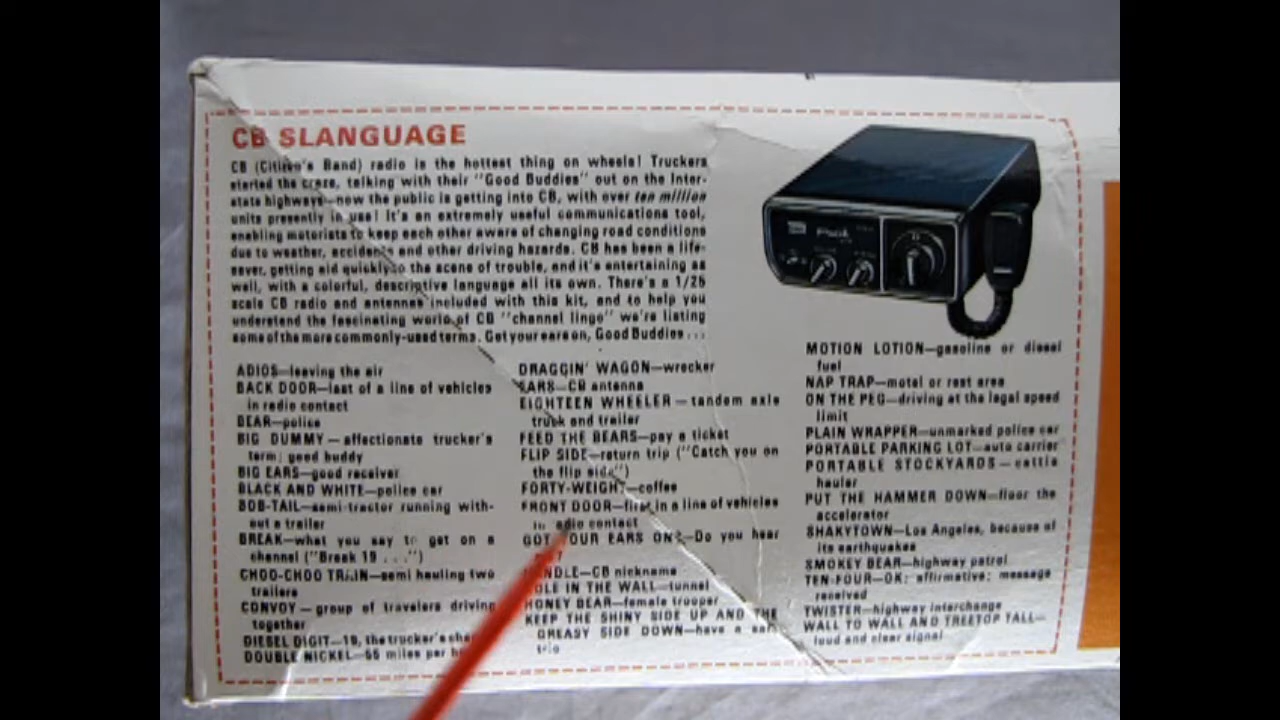 CB SLANGUAGE
CB (Citizen's Band) radio is the hottest thing on wheels! Truckers
started the craze, talking with their "Good Buddies" out on the Inter-
state highways—now the public is getting into CB, with over ten million
units presently in use! It's an extremely useful communications tool,
enabling motorists to keep each other aware of changing road conditions
due to weather, accidents and other driving hazards. CB has been a life-
saver, getting aid quickly to the scene of trouble, and it's entertaining as
well, with a colorful, descriptive language all its own. There's a 1/25
scale CB radio and antennas included with this kit, and to help you
understand the fascinating world of CB "channel lingo" we're listing
some of the more commonly-used terms. Get your ears on, Good Buddies...
ADIOS—leaving the air
BACK DOOR—last of a line of vehicles
in radio contact
BEAR—police
BIG DUMMY—affectionate trucker's
term; good buddy
BIG EARS—good receiver
BLACK AND WHITE—police car
BOB-TAIL—semi-tractor running with-
out a trailer
BREAK—what you say to get on a
channel ("Break 19 ...")
CHOO-CHOO TRAIN—semi hauling two
trailers
CONVOY—group of travelers driving
together
DIESEL DIGIT—19, the trucker's
DOUBLE NICKEL—55 miles per
DRAGGIN' WAGON—wrecker
EARS—CB antenna
EIGHTEEN WHEELER—tandem axle
truck and trailer
FEED THE BEARS—pay a ticket
FLIP SIDE—return trip ("Catch you on
the flip side")
FORTY-WEIGHT—coffee
FRONT DOOR—first in a line of vehicles
in radio contact
GOT YOUR EARS ON?—Do you hear
HANDLE—CB nickname
HOLE IN THE WALL—tunnel
HONEY BEAR—female trooper
KEEP THE SHINY SIDE UP AND THE
GREASY SIDE DOWN—have a safe
trip
MOTION LOTION—gasoline or diesel
fuel
NAP TRAP—motel or rest area
ON THE PEG—driving at the legal speed
limit
PLAIN WRAPPER—unmarked police car
PORTABLE PARKING LOT—auto carrier
PORTABLE STOCKYARDS—cattle
hauler
PUT THE HAMMER DOWN—floor the
accelerator
SHAKYTOWN—Los Angeles, because of
its earthquakes
SMOKEY BEAR—highway patrol
TEN-FOUR—OK; affirmative; message
received
TWISTER—highway interchange
WALL TO WALL AND TREETOP TALL—
loud and clear signal